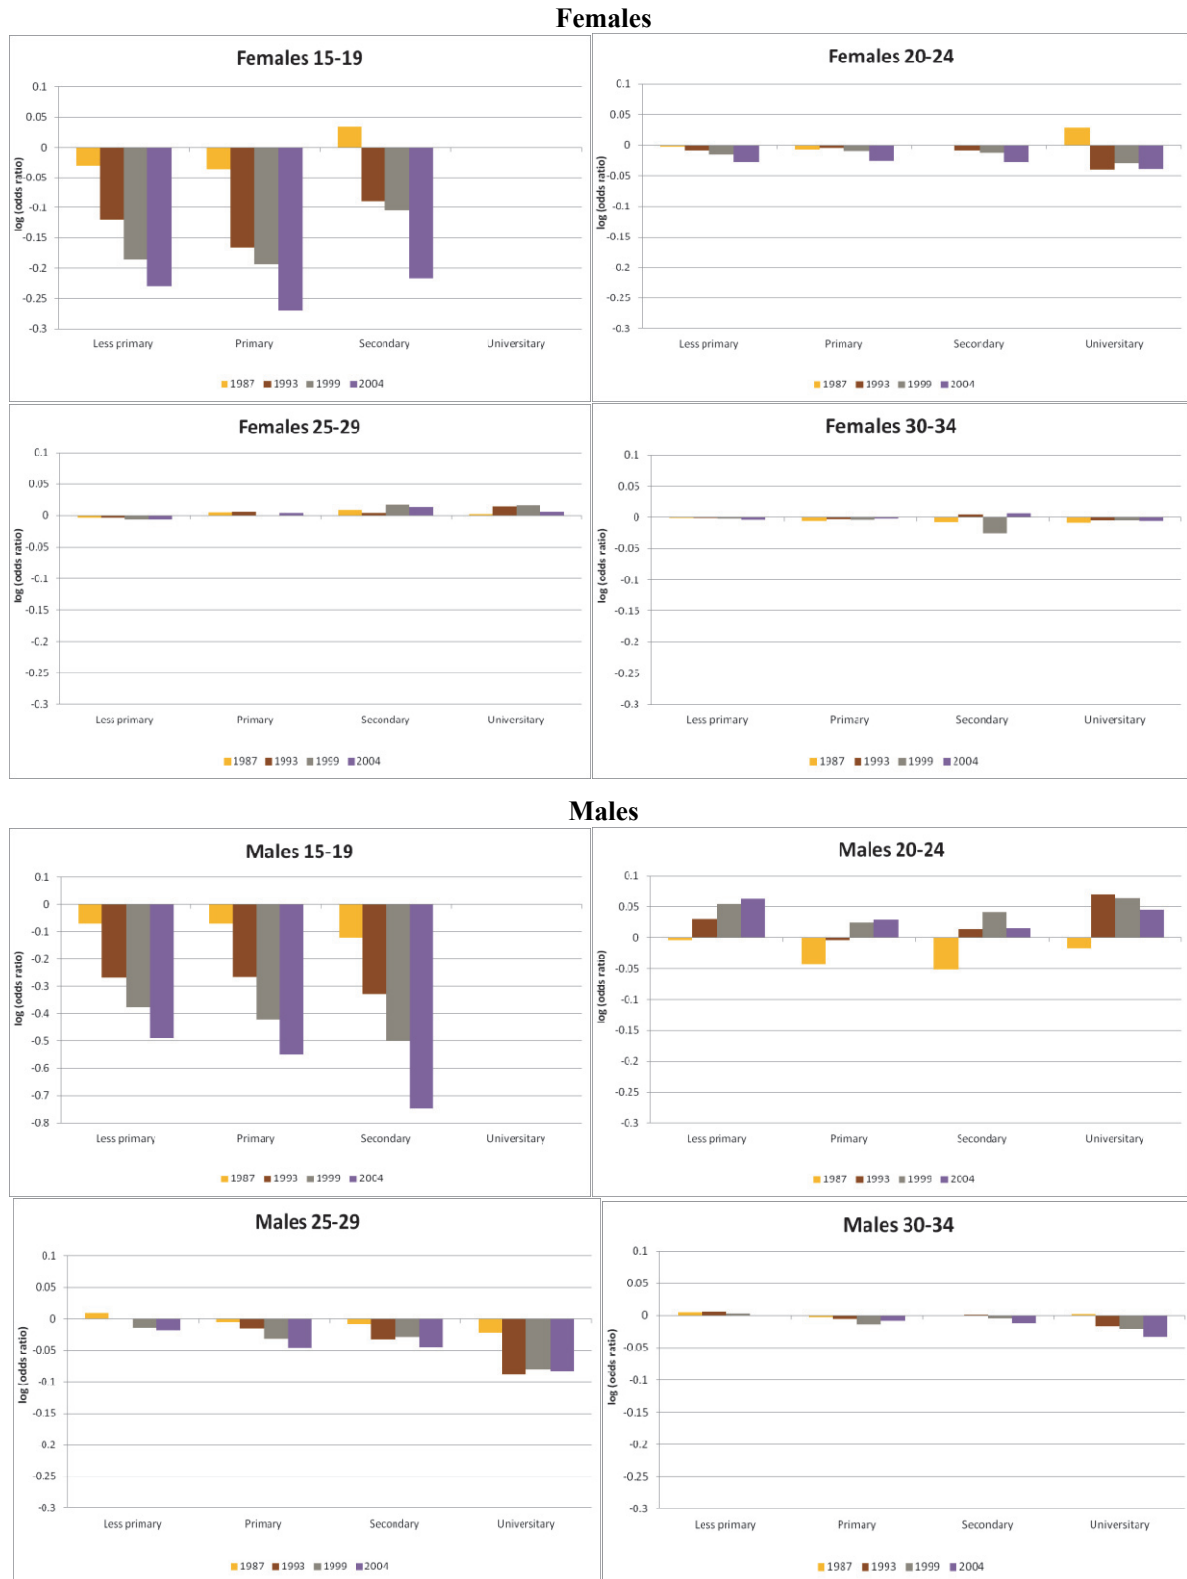 Females
Females 15-19
0.1
0.05
0
-0.05
-0.1
-0.15
-0.2
-0.25
-0.3
log (odds ratio)
Less primary Primary Secondary Universitary
1987 1993 1999 2004
Females 20-24
0.1
0.05
0
-0.05
-0.1
-0.15
0.2
-0.25
-0.3
log (odds ratio)
Less primary Primary Secondary Universitary
1987 1993 1999 2004
Females 25-29
0.1
0.05
0
-0.05
-0.1
-0.15
-0.2
-0.25
-0.3
log (odds ratio)
Less primary Primary Secondary Universitary
1987 1993 1999 2004
Females 30-34
0.1
0.05
0
-0.05
-0.1
-0.15
-0.2
-0.25
-0.3
log (odds ratio)
Less primary Primary Secondary Universitary
1987 1993 1999 2004
Males
Males 15-19
0.1
0
-0.1
-0.2
-0.3
-0.4
-0.5
-0.6
-0.7
-0.8
log (odds ratio)
Less primary Primary Secondary Universitary
1987 1993 1999 2004
Males 20-24
0.1
0.05
0
-0.05
-0.1
-0.15
-0.2
-0.25
-0.3
log (odds ratio)
Less primary Primary Secondary Universitary
1987 1993 1999 2004
Males 25-29
0.1
0.05
0
-0.05
-0.1
-0.15
0.2
-0.25
-0.3
log (odds ratio)
Less primary Primary Secondary Universitary
1987 1993 1999 2004
Males 30-34
0.1
0.05
0
-0.05
-0.1
-0.15
-0.2
-0.25
-0.3
log (odds ratio)
Less primary Primary Secondary Universitary
1987 1993 1999 2004